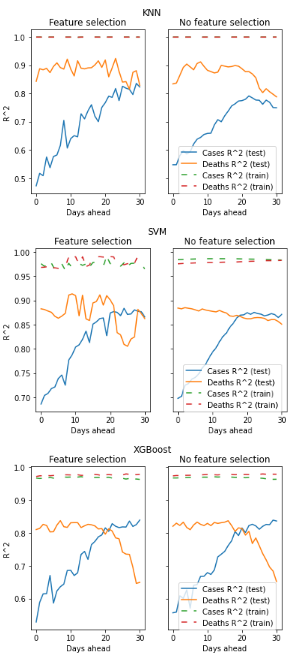 KNN
Feature selection
No feature selection
1.0
0.9
0.8
0.7
0.6
0.5
R^2
0
10
20
30
Days ahead
0
10
20
30
Days ahead
Cases R^2 (test)
Deaths R^2 (test)
Cases R^2 (train)
Deaths R^2 (train)
SVM
Feature selection
No feature selection
1.00
0.95
0.90
0.85
0.80
0.75
0.70
R^2
0
10
20
30
Days ahead
0
10
20
30
Days ahead
Cases R^2 (test)
Deaths R^2 (test)
Cases R^2 (train)
Deaths R^2 (train)
XGBoost
Feature selection
No feature selection
1.0
0.9
0.8
0.7
0.6
R^2
0
10
20
30
Days ahead
0
10
20
30
Days ahead
Cases R^2 (test)
Deaths R^2 (test)
Cases R^2 (train)
Deaths R^2 (train)